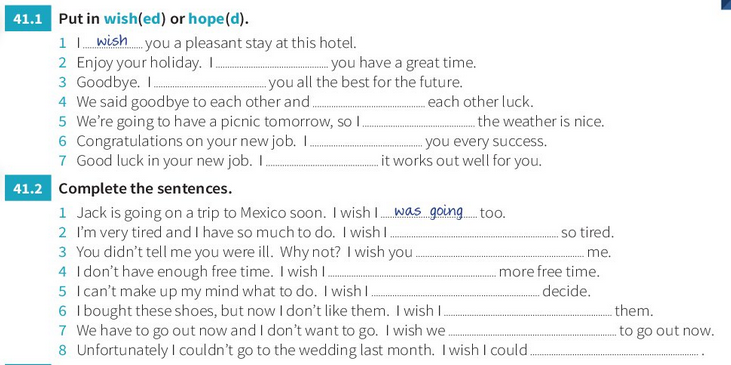 41.1 Put in wish(ed) or hope(d).
1 I wish you a pleasant stay at this hotel.
2 Enjoy your holiday. I ........ you have a great time.
3 Goodbye. I ........ you all the best for the future.
4 We said goodbye to each other and ........ each other luck.
5 We're going to have a picnic tomorrow, so I ........ the weather is nice.
6 Congratulations on your new job. I ........ you every success.
7 Good luck in your new job. I ........ it works out well for you.
41.2 Complete the sentences.
1 Jack is going on a trip to Mexico soon. I wish I was going too.
2 I'm very tired and I have so much to do. I wish I ........ so tired.
3 You didn't tell me you were ill. Why not? I wish you ........ me.
4 I don't have enough free time. I wish I ........ more free time.
5 I can't make up my mind what to do. I wish I ........ decide.
6 I bought these shoes, but now I don't like them. I wish I ........ them.
7 We have to go out now and I don't want to go. I wish we ........ to go out now.
8 Unfortunately I couldn't go to the wedding last month. I wish I could ........ .